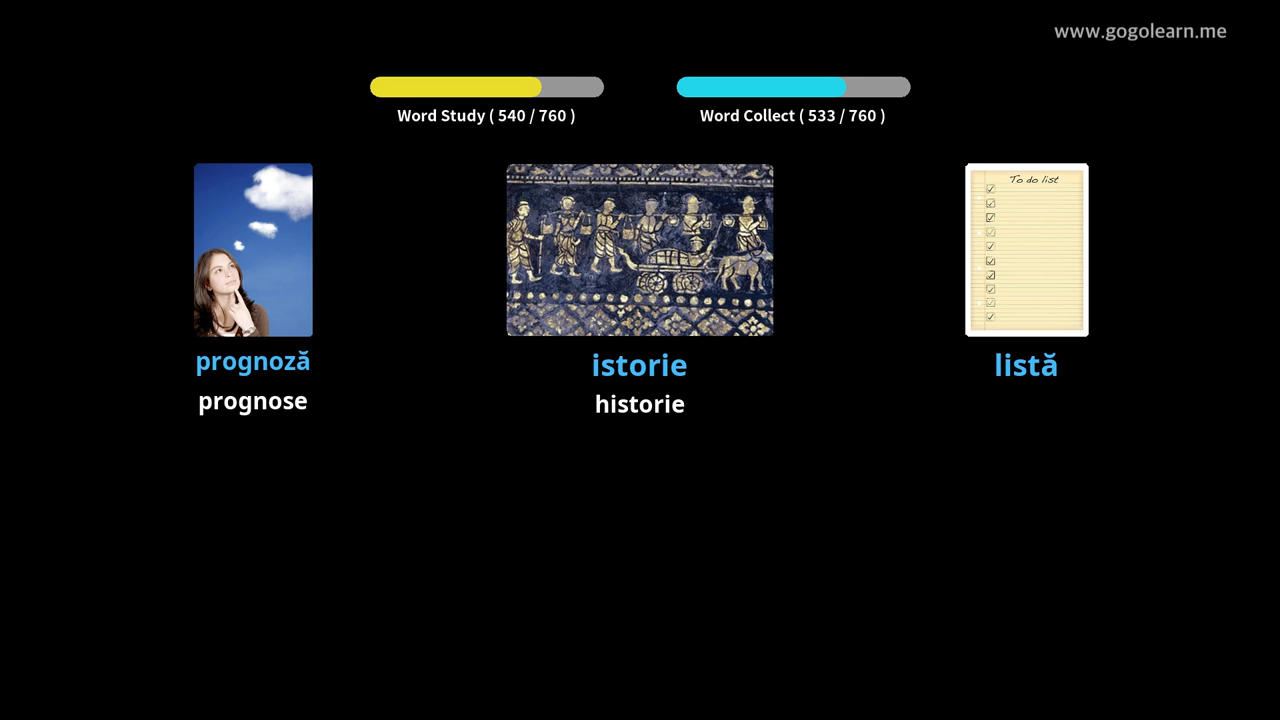 www.gogolearn.me
Word Study ( 540 / 760 )
Word Collect ( 533 / 760 )
To do list
prognoză
istorie
listă
prognose
historie